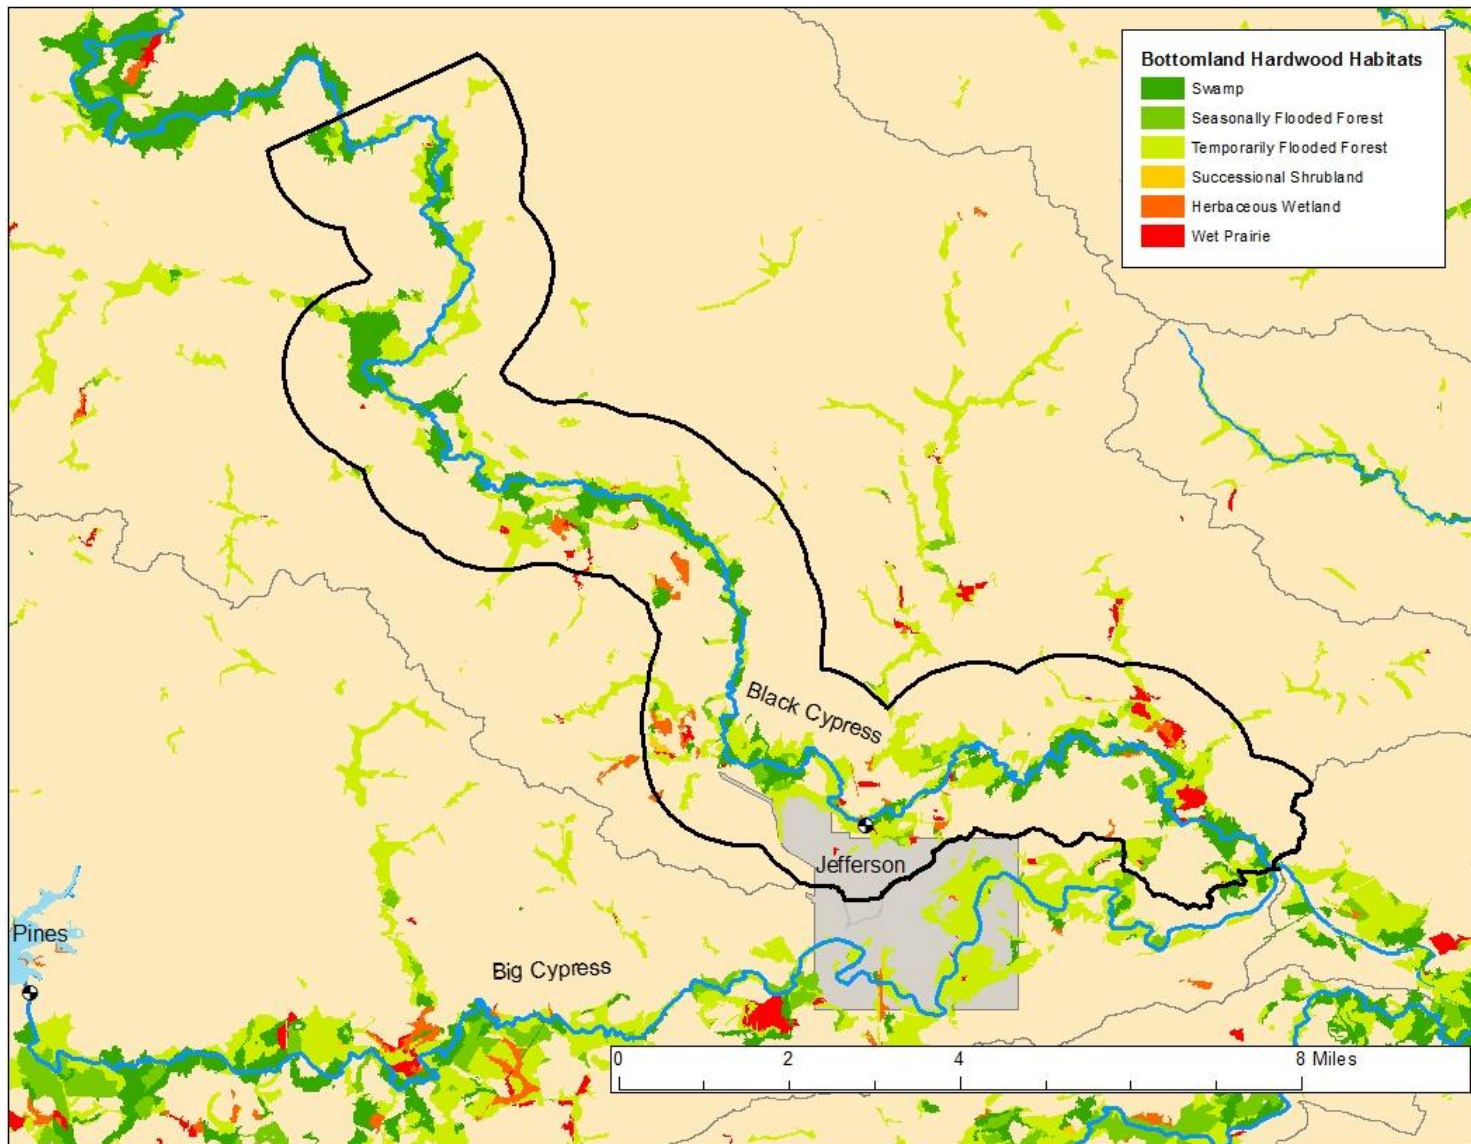 Bottomland Hardwood Habitats
Swamp
Seasonally Flooded Forest
Temporarily Flooded Forest
Successional Shrubland
Herbaceous Wetland
Wet Prairie
Black Cypress
Jefferson
Pines
Big Cypress
0 2 4 8 Miles